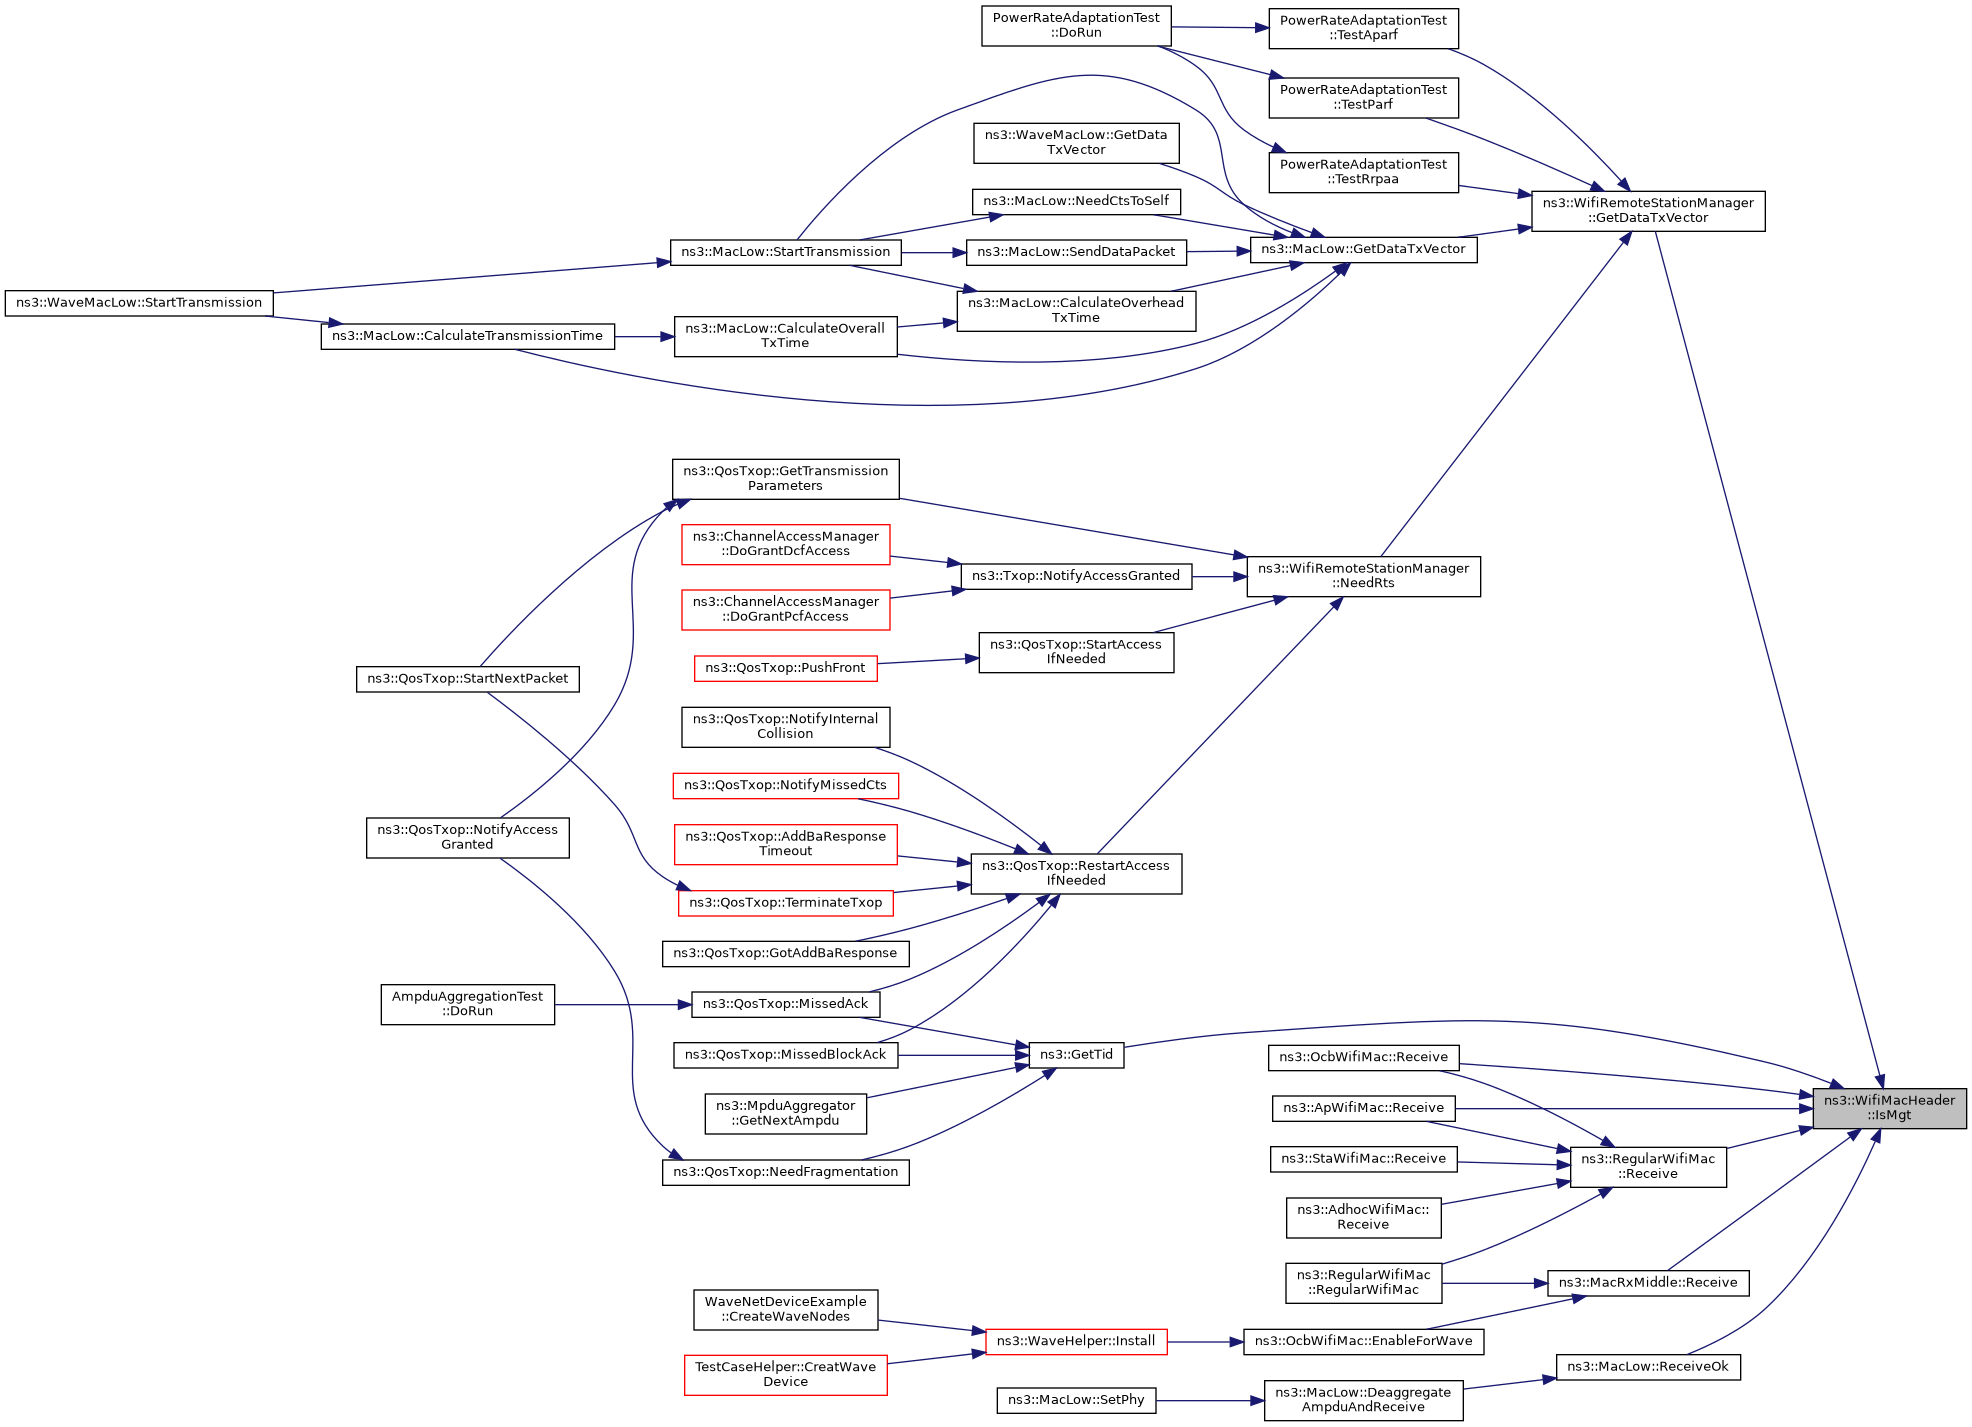 PowerRateAdaptationTest
::DoRun
PowerRateAdaptationTest
::TestAparf
PowerRateAdaptationTest
::TestParf
ns3::WaveMacLow::GetData
TxVector
PowerRateAdaptationTest
::TestRrpaa
ns3::MacLow::NeedCtsToSelf
ns3::WifiRemoteStationManager
::GetDataTxVector
ns3::MacLow::StartTransmission
ns3::MacLow::SendDataPacket
ns3::MacLow::GetDataTxVector
ns3::WaveMacLow::StartTransmission
ns3::MacLow::CalculateOverhead
TxTime
ns3::MacLow::CalculateTransmissionTime
ns3::MacLow::CalculateOverall
TxTime
ns3::QosTxop::GetTransmission
Parameters
ns3::ChannelAccessManager
::DoGrantDcfAccess
ns3::Txop::NotifyAccessGranted
ns3::WifiRemoteStationManager
::NeedRts
ns3::ChannelAccessManager
::DoGrantPcfAccess
ns3::QosTxop::StartAccess
IfNeeded
ns3::QosTxop::PushFront
ns3::QosTxop::StartNextPacket
ns3::QosTxop::NotifyInternal
Collision
ns3::QosTxop::NotifyMissedCts
ns3::QosTxop::NotifyAccess
Granted
ns3::QosTxop::AddBaResponse
Timeout
ns3::QosTxop::RestartAccess
IfNeeded
ns3::QosTxop::TerminateTxop
ns3::QosTxop::GotAddBaResponse
AmpduAggregationTest
::DoRun
ns3::QosTxop::MissedAck
ns3::QosTxop::MissedBlockAck
ns3::GetTid
ns3::OcbWifiMac::Receive
ns3::MpduAggregator
::GetNextAmpdu
ns3::ApWifiMac::Receive
ns3::WifiMacHeader
::IsMgt
ns3::QosTxop::NeedFragmentation
ns3::StaWifiMac::Receive
ns3::RegularWifiMac
::Receive
ns3::AdhocWifiMac::
Receive
ns3::RegularWifiMac
::RegularWifiMac
ns3::MacRxMiddle::Receive
WaveNetDeviceExample
::CreateWaveNodes
ns3::WaveHelper::Install
ns3::OcbWifiMac::EnableForWave
TestCaseHelper::CreatWave
Device
ns3::MacLow::ReceiveOk
ns3::MacLow::SetPhy
ns3::MacLow::Deaggregate
AmpduAndReceive